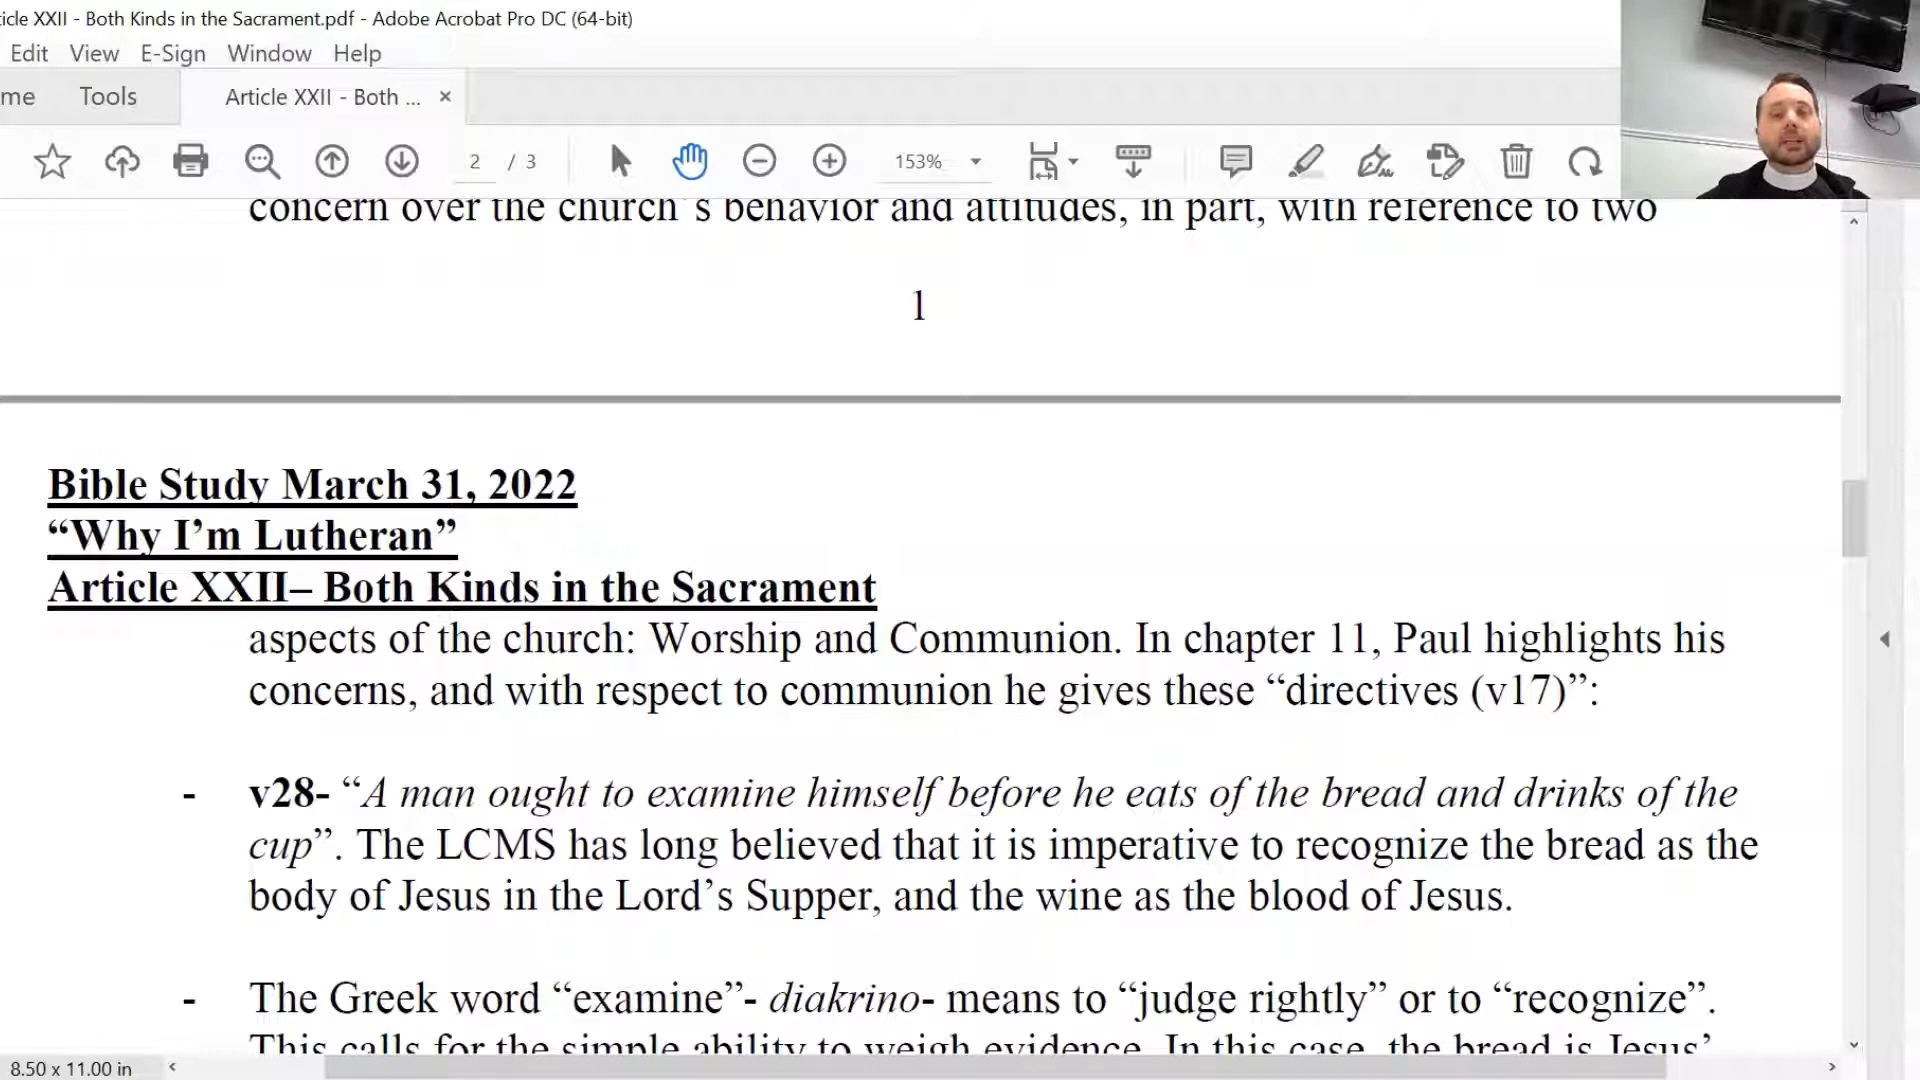 icle XXII - Both Kinds in the Sacrament.pdf - Adobe Acrobat Pro DC (64-bit)
Edit View E-Sign Window Help
me Tools Article XXII - Both ... ×
2 / 3 153%
concern over the church's behavior and attitudes, in part, with reference to two
1
Bible Study March 31, 2022
“Why I’m Lutheran”
Article XXII– Both Kinds in the Sacrament
aspects of the church: Worship and Communion. In chapter 11, Paul highlights his
concerns, and with respect to communion he gives these “directives (v17)”:
- v28- “A man ought to examine himself before he eats of the bread and drinks of the
cup”. The LCMS has long believed that it is imperative to recognize the bread as the
body of Jesus in the Lord’s Supper, and the wine as the blood of Jesus.
- The Greek word “examine”- diakrino- means to “judge rightly” or to “recognize”.
This calls for the simple ability to weigh evidence. In this case, the bread is Jesus’
8.50 x 11.00 in